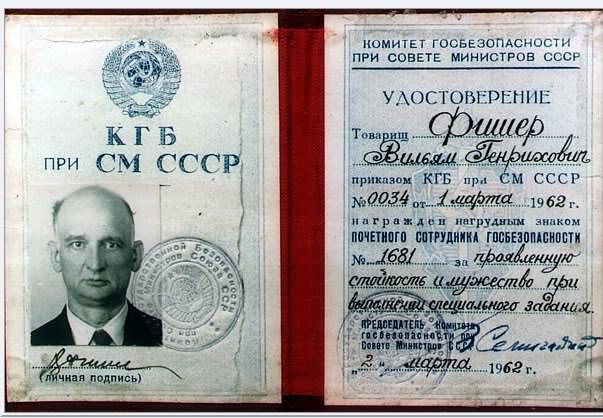 КГБ
ПРИ СМ СССР
(личная подпись)
КОМИТЕТ ГОСБЕЗОПАСНОСТИ
ПРИ СОВЕТЕ МИНИСТРОВ СССР
УДОСТОВЕРЕНИЕ
Товарищ Фишер
Вильям Генрихович
приказом КГБ при СМ СССР
№ 0034 от 1 марта 1962 г.
награжден нагрудным знаком
ПОЧЕТНОГО СОТРУДНИКА ГОСБЕЗОПАСНОСТИ
№ 1681 за проявленную
стойкость и мужество при
выполнении специального задания.
ПРЕДСЕДАТЕЛЬ Комитета
госбезопасности при
Совете Министров СССР
"2" марта 1962 г.